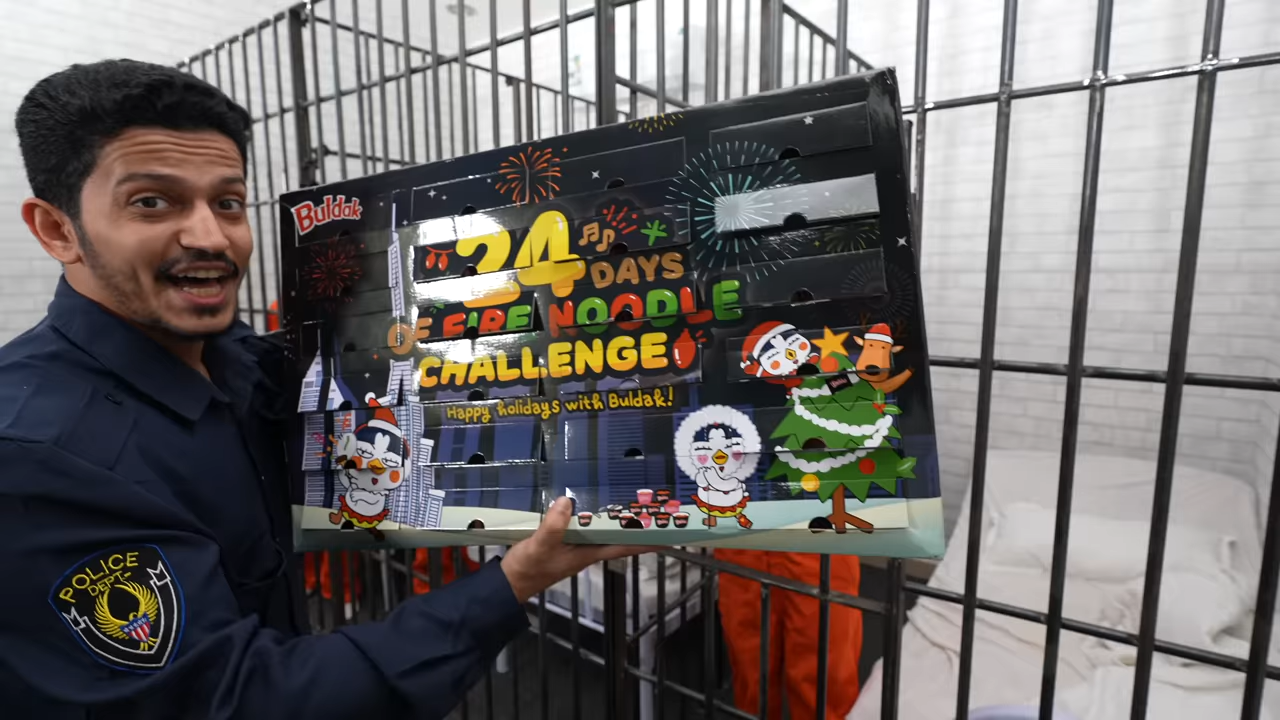 Buldak
24
DAYS
OF FIRE NOODLE
CHALLENGE
Happy holidays with Buldak!
POLICE
DEPT.